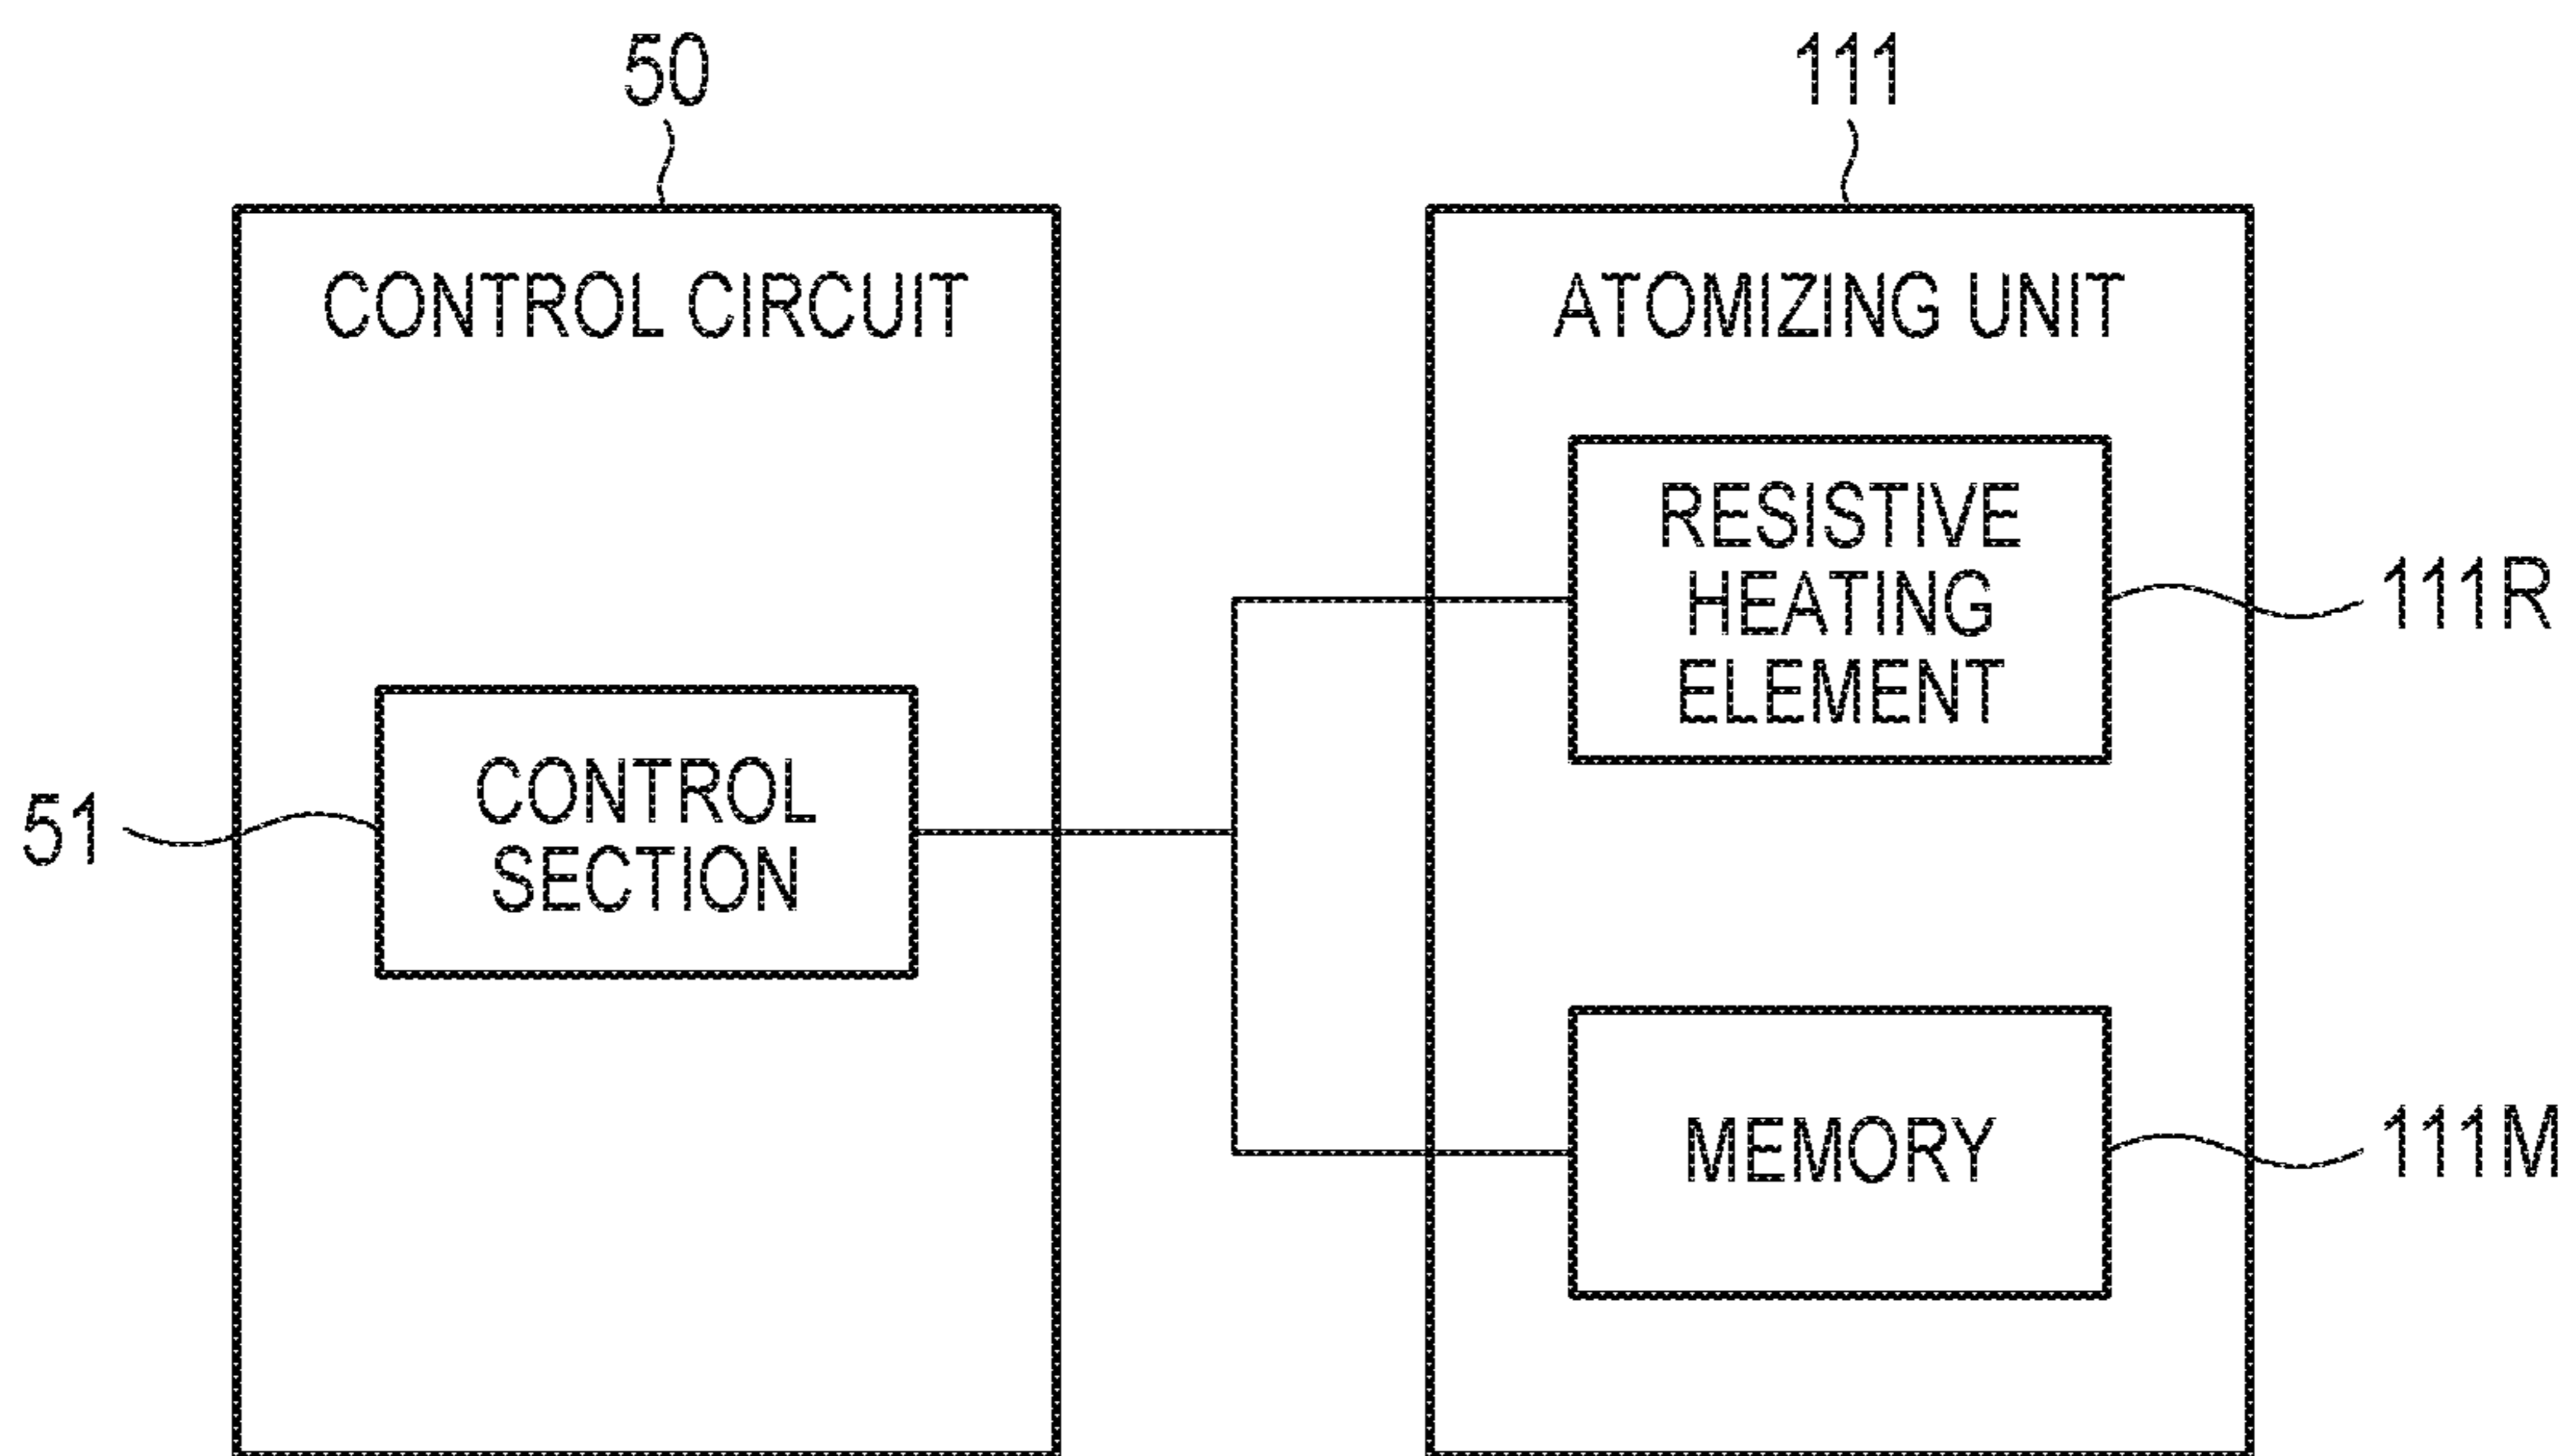 50
111
CONTROL CIRCUIT
ATOMIZING UNIT
RESISTIVE
HEATING
ELEMENT
111R
51
CONTROL
SECTION
MEMORY
111M